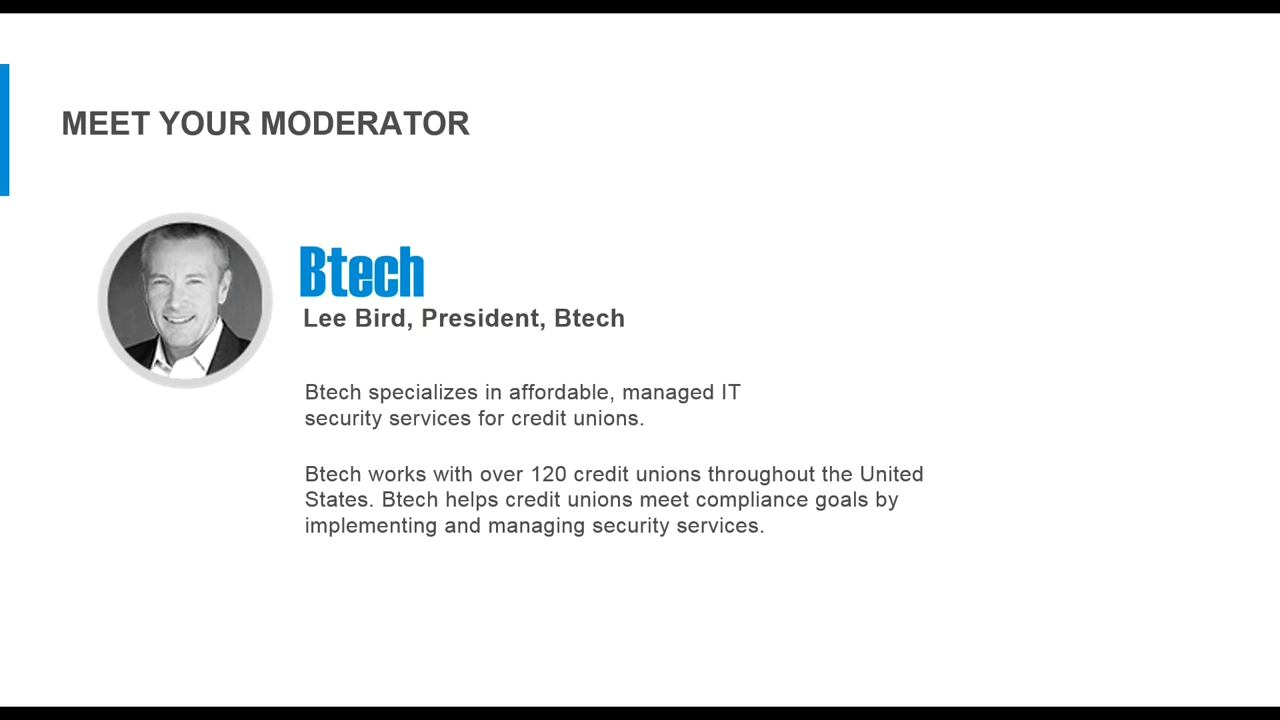 MEET YOUR MODERATOR
Btech
Lee Bird, President, Btech
Btech specializes in affordable, managed IT
security services for credit unions.
Btech works with over 120 credit unions throughout the United
States. Btech helps credit unions meet compliance goals by
implementing and managing security services.